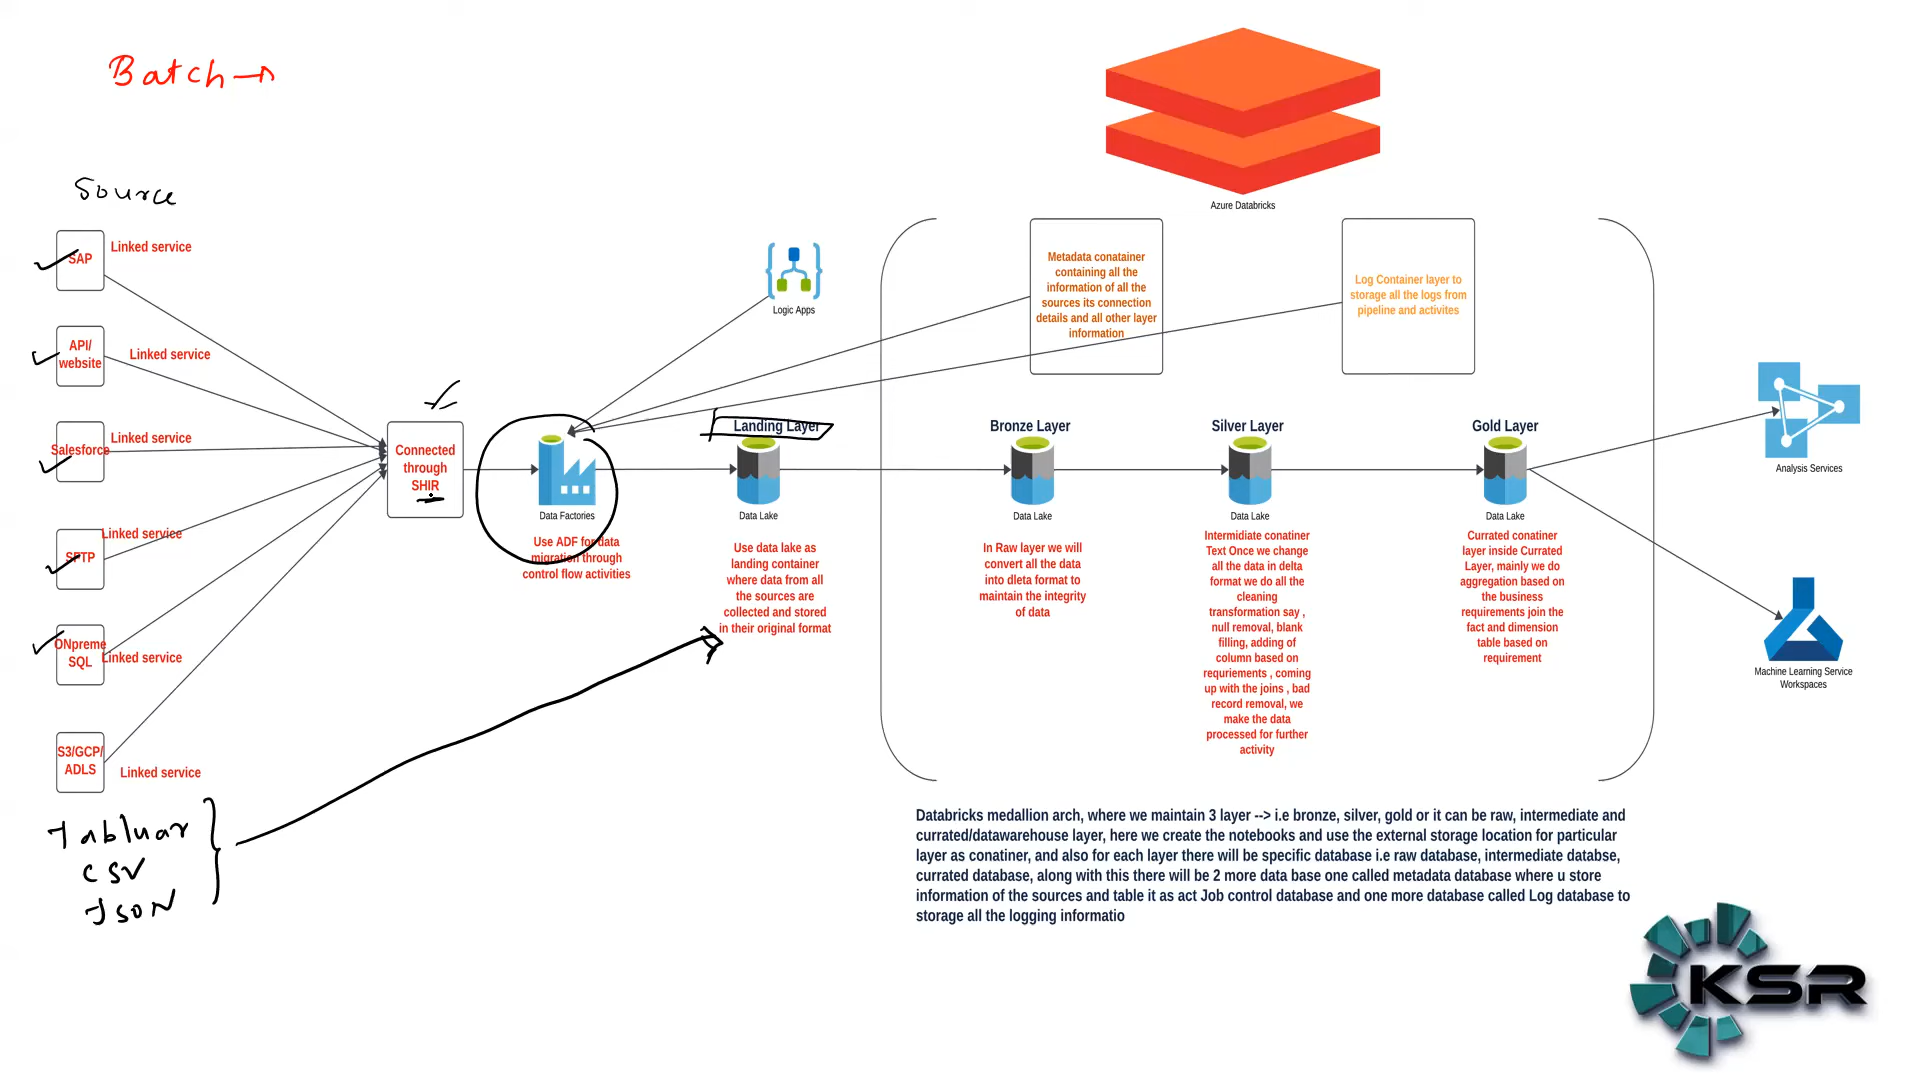 Batch →
Source
SAP
Linked service
API/
website
Linked service
Salesforce
Linked service
SFTP
Linked service
ONpreme
SQL
Linked service
S3/GCP/
ADLS
Linked service
Tabluar
CSV
JSON
Connected
through
SHIR
Data Factories
Use ADF for data
migration through
control flow activities
Logic Apps
Landing Layer
Data Lake
Use data lake as
landing container
where data from all
the sources are
collected and stored
in their original format
Azure Databricks
Metadata conatainer
containing all the
information of all the
sources its connection
details and all other layer
information
Log Container layer to
storage all the logs from
pipeline and activites
Bronze Layer
Data Lake
In Raw layer we will
convert all the data
into dleta format to
maintain the integrity
of data
Silver Layer
Data Lake
Intermidiate conatiner
Text Once we change
all the data in delta
format we do all the
cleaning
transformation say ,
null removal, blank
filling, adding of
column based on
requriements , coming
up with the joins , bad
record removal, we
make the data
processed for further
activity
Gold Layer
Data Lake
Currated conatiner
layer inside Currated
Layer, mainly we do
aggregation based on
the business
requirements join the
fact and dimension
table based on
requirement
Analysis Services
Machine Learning Service
Workspaces
Databricks medallion arch, where we maintain 3 layer --> i.e bronze, silver, gold or it can be raw, intermediate and
currated/datawarehouse layer, here we create the notebooks and use the external storage location for particular
layer as conatiner, and also for each layer there will be specific database i.e raw database, intermediate databse,
currated database, along with this there will be 2 more data base one called metadata database where u store
information of the sources and table it as act Job control database and one more database called Log database to
storage all the logging informatio
KSR